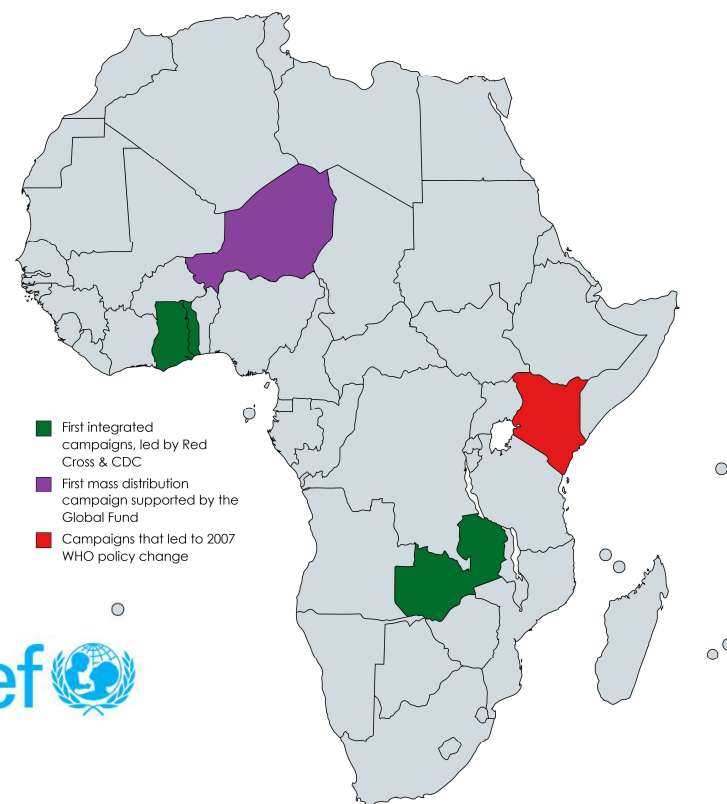 First integrated
campaigns, led by Red
Cross & CDC
First mass distribution
campaign supported by the
Global Fund
Campaigns that led to 2007
WHO policy change
ef